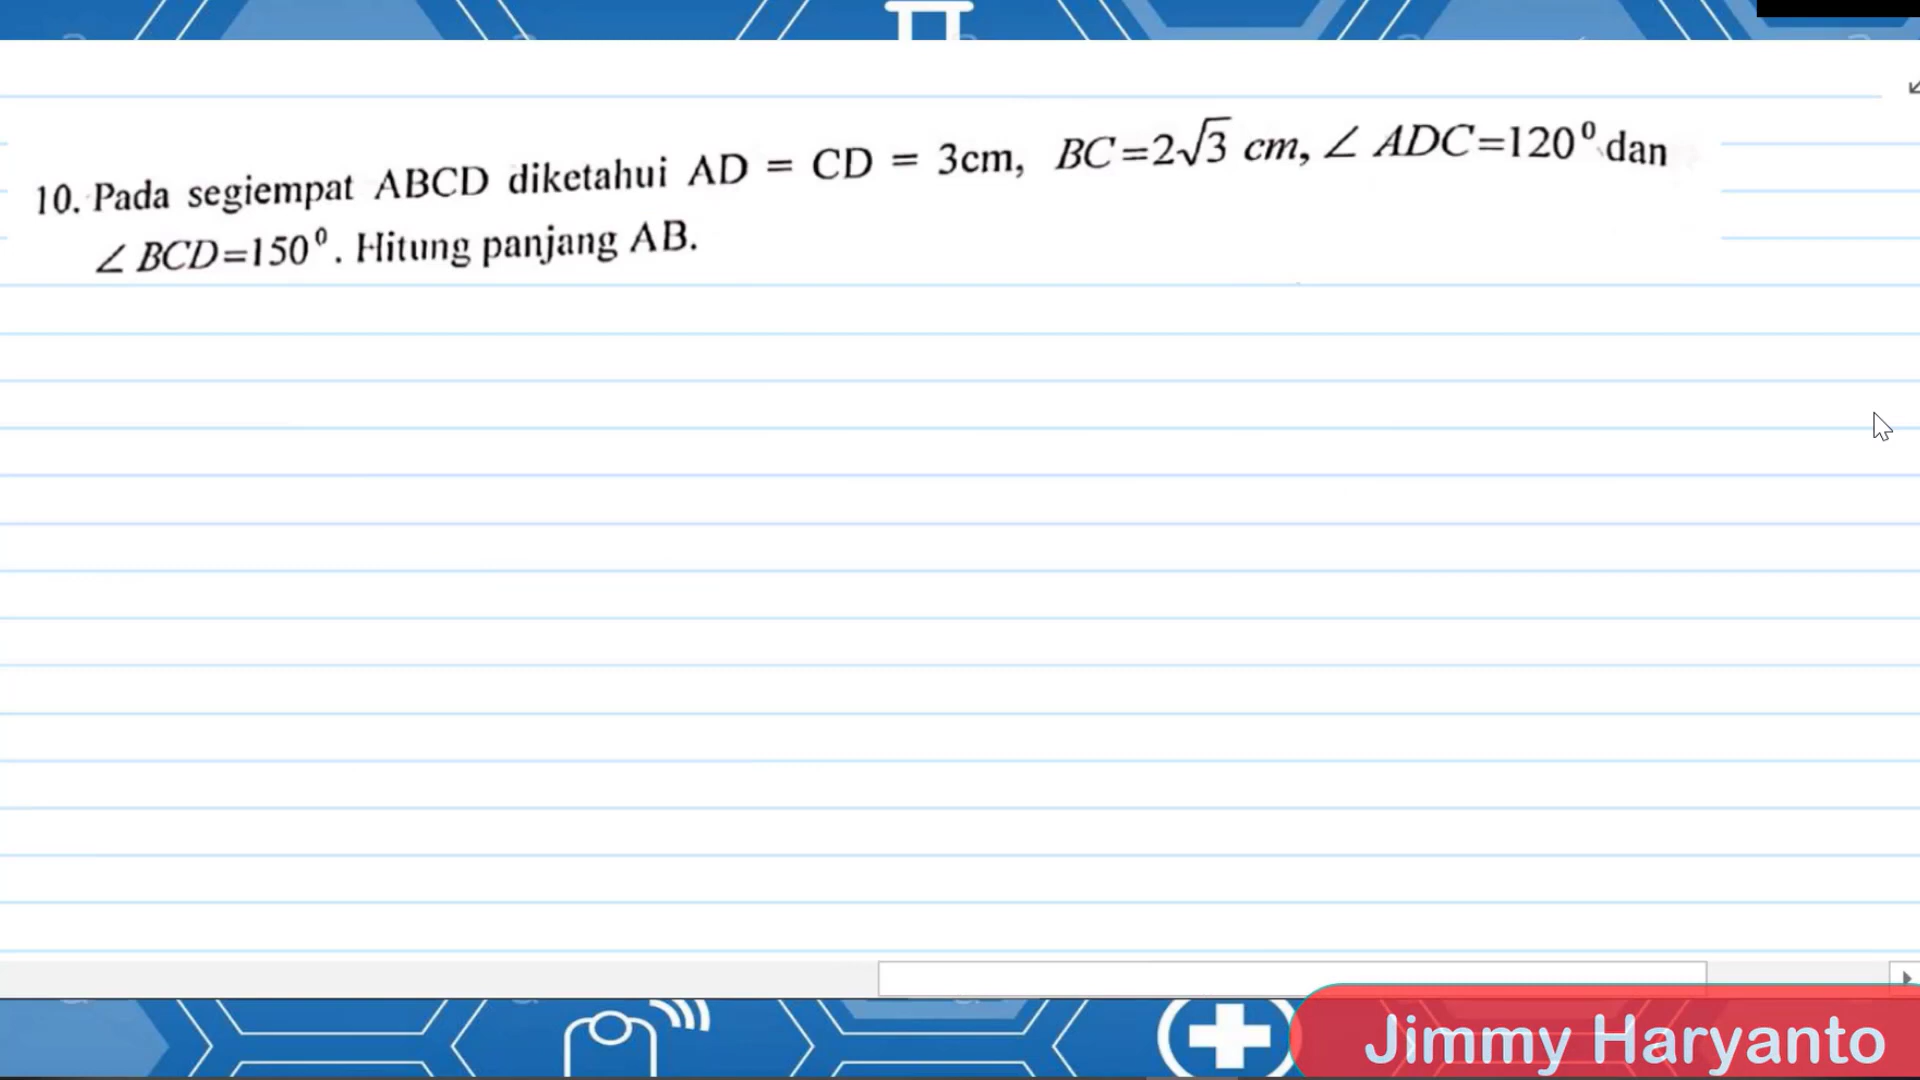 10. Pada segiempat ABCD diketahui AD = CD = 3cm, BC=2√3 cm, ∠ ADC=120⁰ dan
∠ BCD=150⁰. Hitung panjang AB.
Jimmy Haryanto